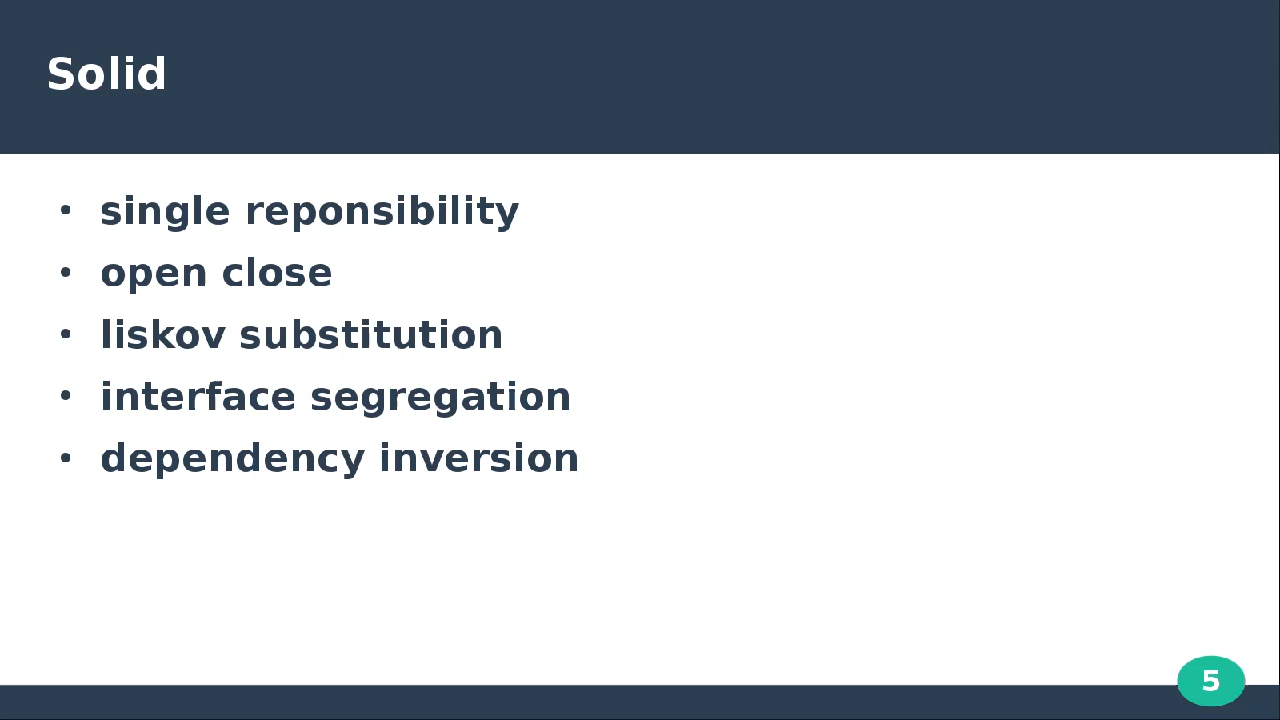 Solid
• single reponsibility
• open close
• liskov substitution
• interface segregation
• dependency inversion
5